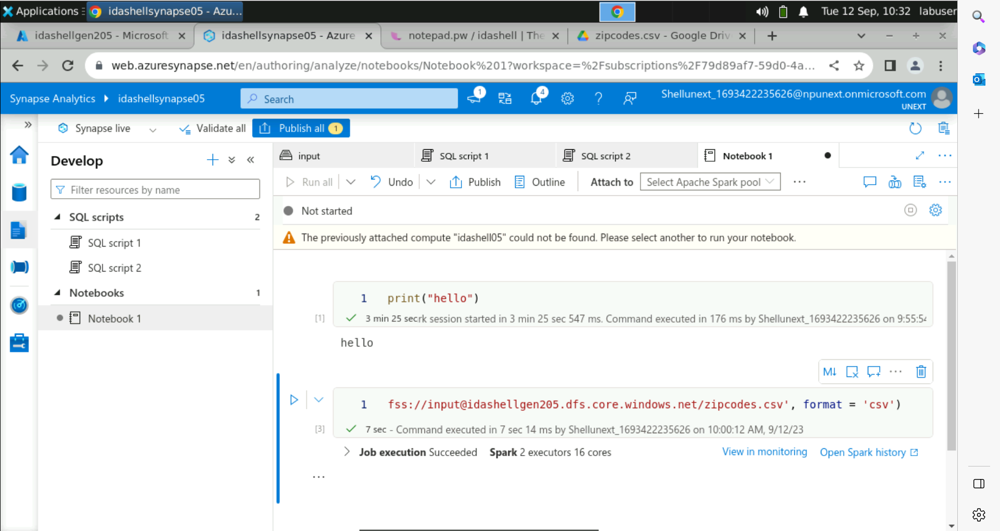 Applications
idashellsynapse05 - Azu...
Tue 12 Sep, 10:32 labuser
idashellgen205 - Microsoft
idashellsynapse05 - Azure
notepad.pw / idashell | The
zipcodes.csv - Google Driv
web.azuresynapse.net/en/authoring/analyze/notebooks/Notebook%201?workspace=%2Fsubscriptions%2F79d89af7-59d0-4a...
Synapse Analytics
idashellsynapse05
Search
1
4
Shellunext_1693422235626@npunext.onmicrosoft.com
UNEXT
Synapse live
Validate all
Publish all 1
Develop
Filter resources by name
SQL scripts 2
SQL script 1
SQL script 2
Notebooks 1
Notebook 1
input
SQL script 1
SQL script 2
Notebook 1
Run all
Undo
Publish
Outline
Attach to
Select Apache Spark pool
Not started
The previously attached compute "idashell05" could not be found. Please select another to run your notebook.
1 print("hello")
[1]
3 min 25 sec rk session started in 3 min 25 sec 547 ms. Command executed in 176 ms by Shellunext_1693422235626 on 9:55:54
hello
M↓
1 fss://input@idashellgen205.dfs.core.windows.net/zipcodes.csv', format = 'csv')
[3]
7 sec - Command executed in 7 sec 14 ms by Shellunext_1693422235626 on 10:00:12 AM, 9/12/23
Job execution Succeeded Spark 2 executors 16 cores
View in monitoring
Open Spark history
...